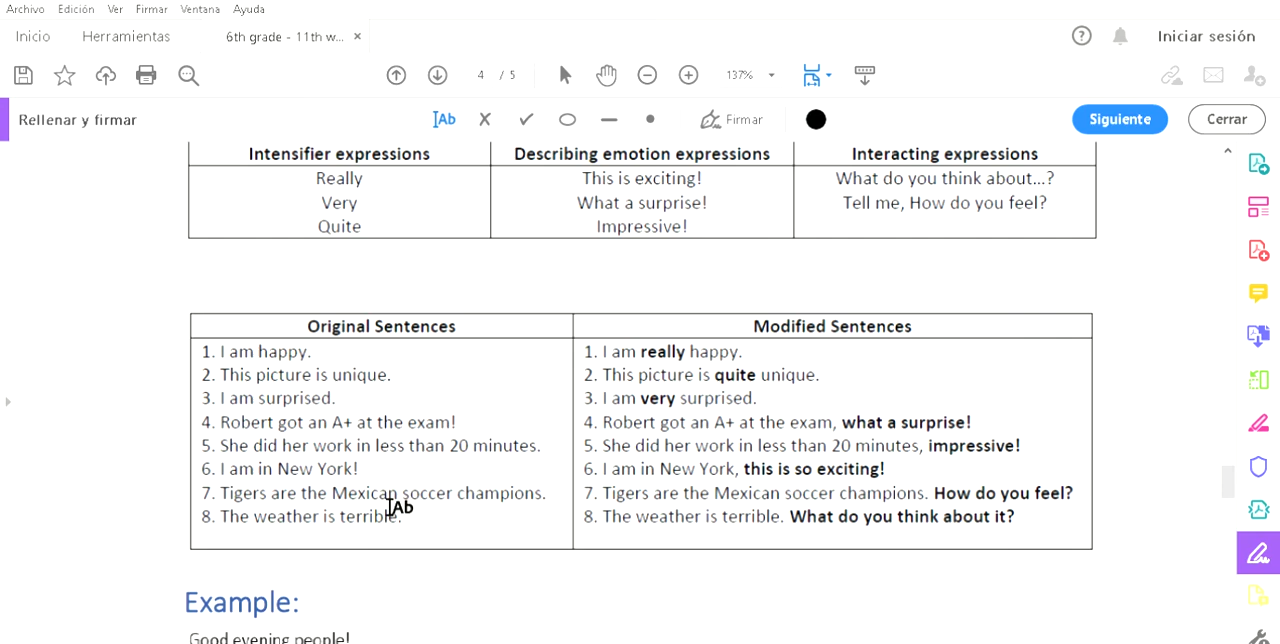 Archivo Edición Ver Firmar Ventana Ayuda
Inicio Herramientas 6th grade - 11th w... × Iniciar sesión
4 / 5 137%
Rellenar y firmar Ab Firmar Siguiente Cerrar
Intensifier expressions Describing emotion expressions Interacting expressions
Really This is exciting! What do you think about...?
Very What a surprise! Tell me, How do you feel?
Quite Impressive!
Original Sentences Modified Sentences
1. I am happy. 1. I am really happy.
2. This picture is unique. 2. This picture is quite unique.
3. I am surprised. 3. I am very surprised.
4. Robert got an A+ at the exam! 4. Robert got an A+ at the exam, what a surprise!
5. She did her work in less than 20 minutes. 5. She did her work in less than 20 minutes, impressive!
6. I am in New York! 6. I am in New York, this is so exciting!
7. Tigers are the Mexican soccer champions. 7. Tigers are the Mexican soccer champions. How do you feel?
8. The weather is terrible. Ab 8. The weather is terrible. What do you think about it?
Example:
Good evening people!